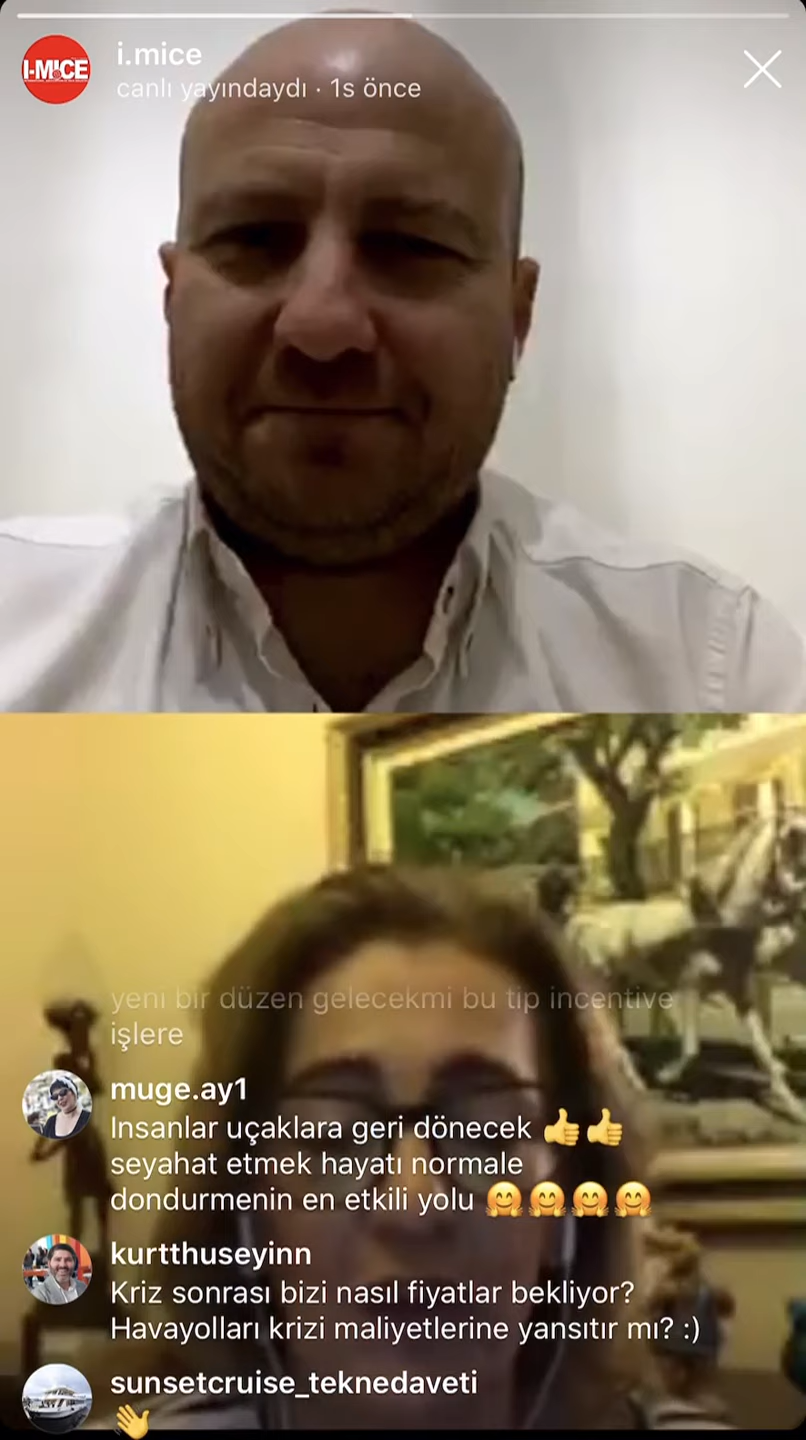 I-MICE
i.mice
canlı yayındaydı · 1s önce
yeni bir düzen gelecekmi bu tip incentive
işlere
muge.ay1
Insanlar uçaklara geri dönecek 👍👍
seyahat etmek hayatı normale
dondurmenin en etkili yolu 🤗🤗🤗🤗
kurtthuseyinn
Kriz sonrası bizi nasıl fiyatlar bekliyor?
Havayolları krizi maliyetlerine yansıtır mı? :)
sunsetcruise_teknedaveti
👋